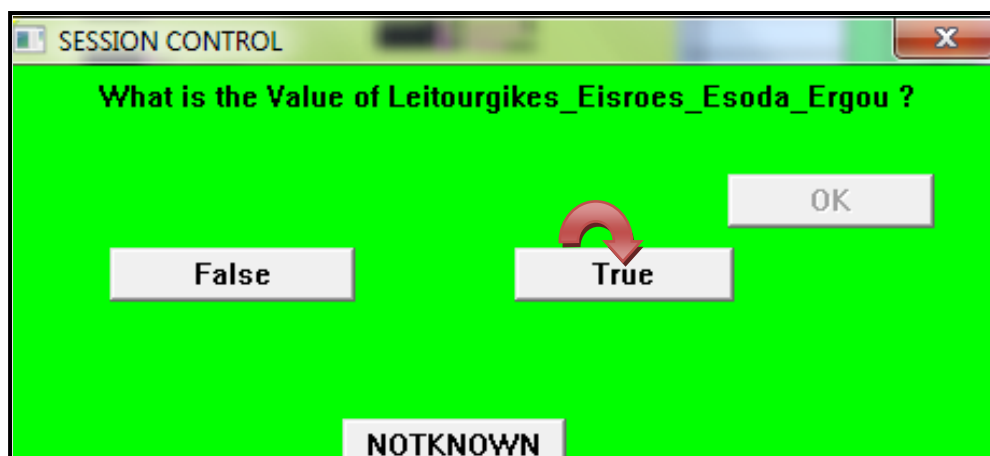 SESSION CONTROL
What is the Value of Leitourgikes_Eisroes_Esoda_Ergou ?
OK
False
True
NOTKNOWN